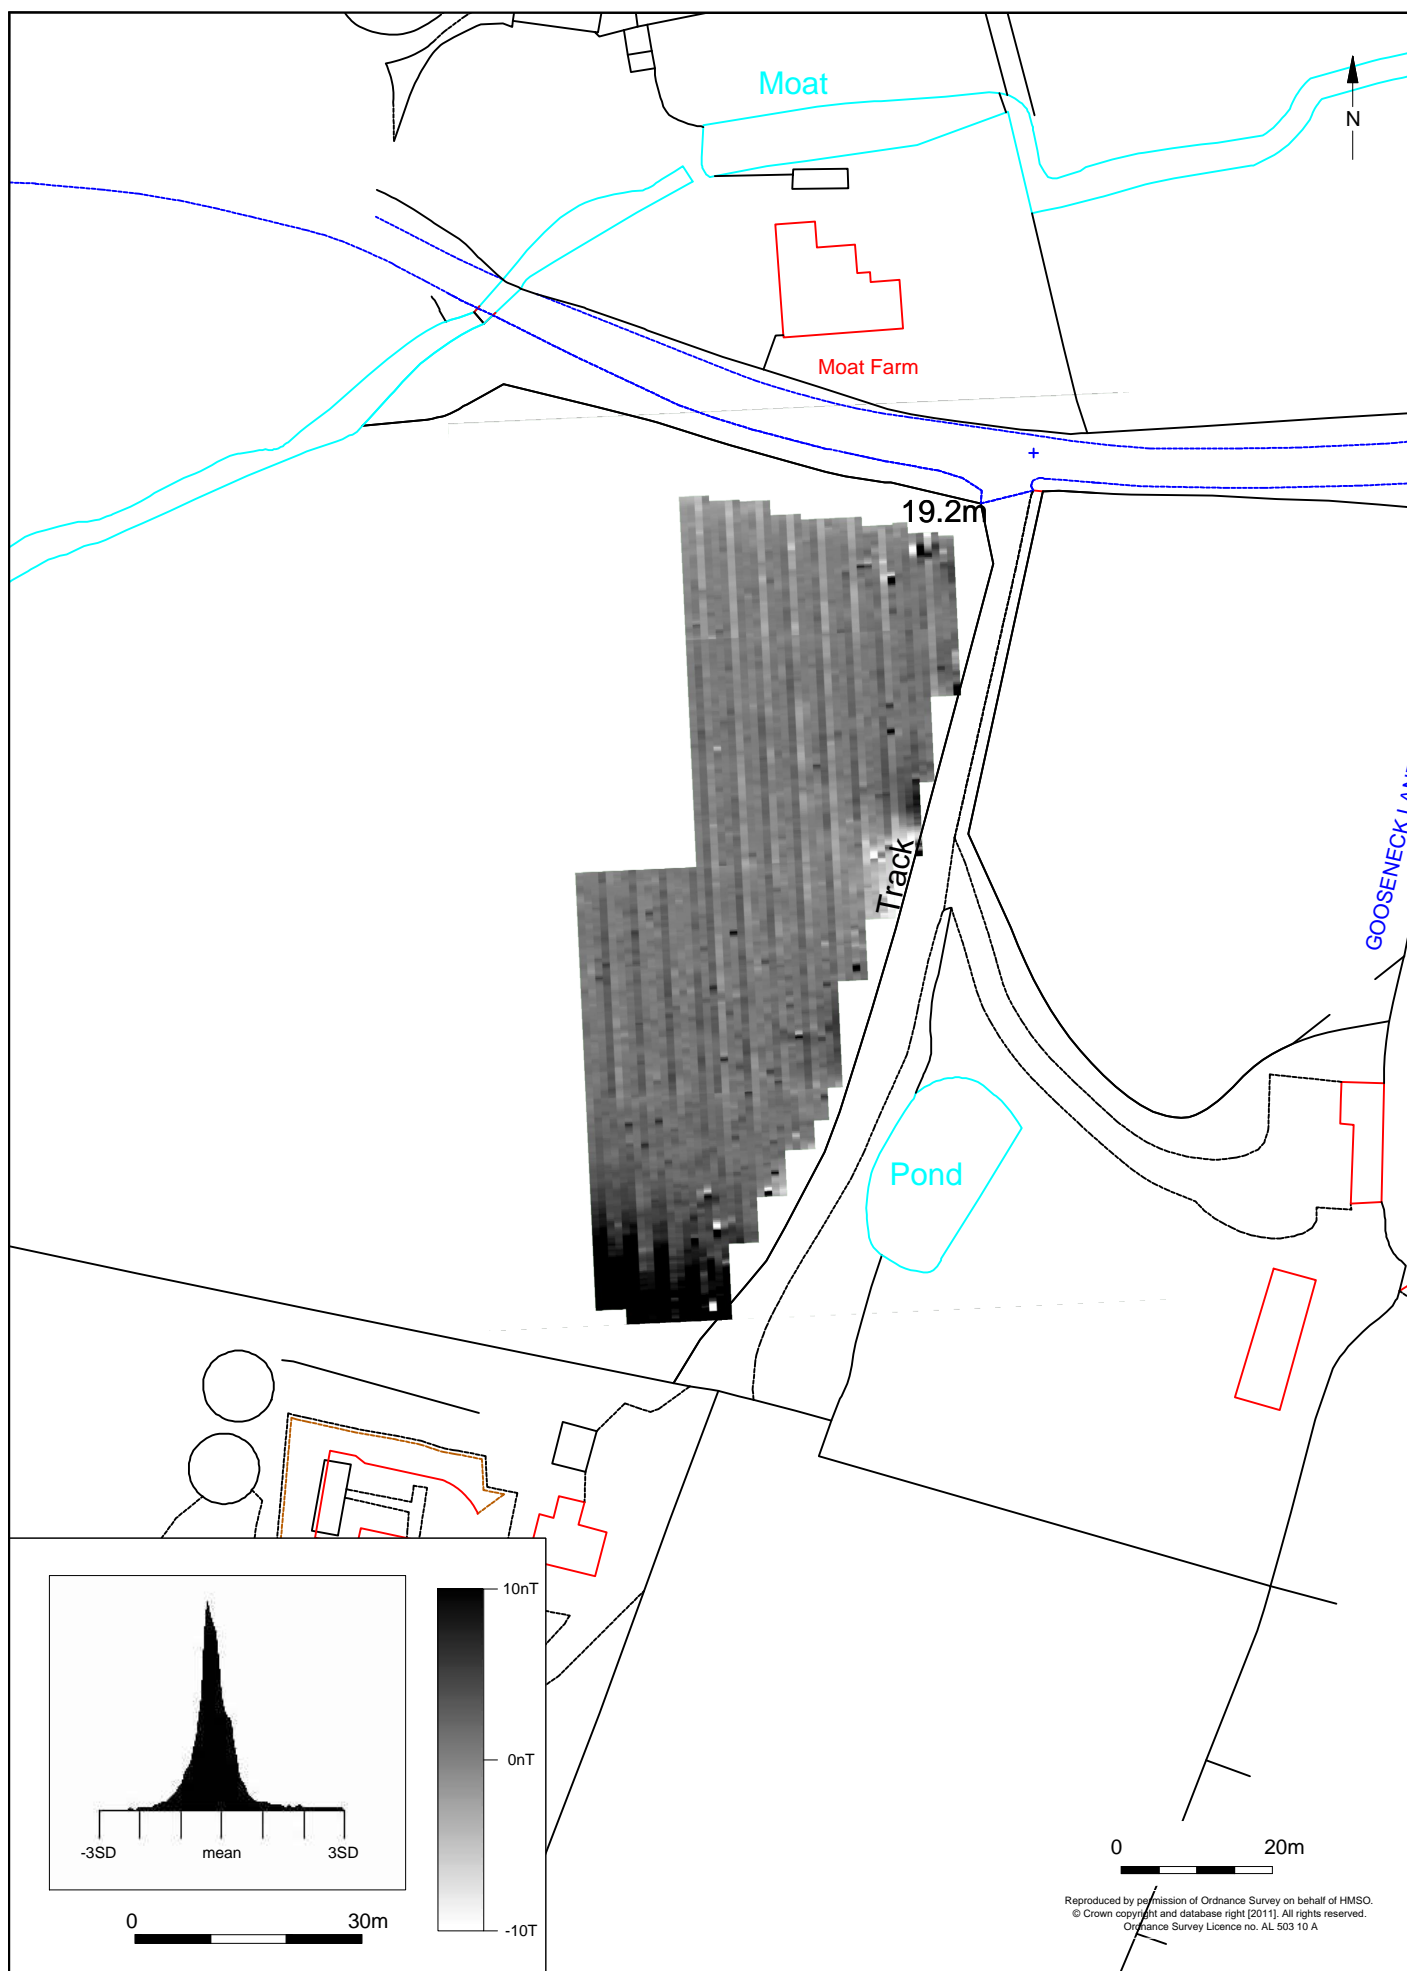 Moat
N
Moat Farm
19.2m
Track
GOOSENECK
Pond
10nT
0nT
-10T
-3SD mean 3SD
0 30m
0 20m
Reproduced by permission of Ordnance Survey on behalf of HMSO.
© Crown copyright and database right [2011]. All rights reserved.
Ordnance Survey Licence no. AL 503 10 A